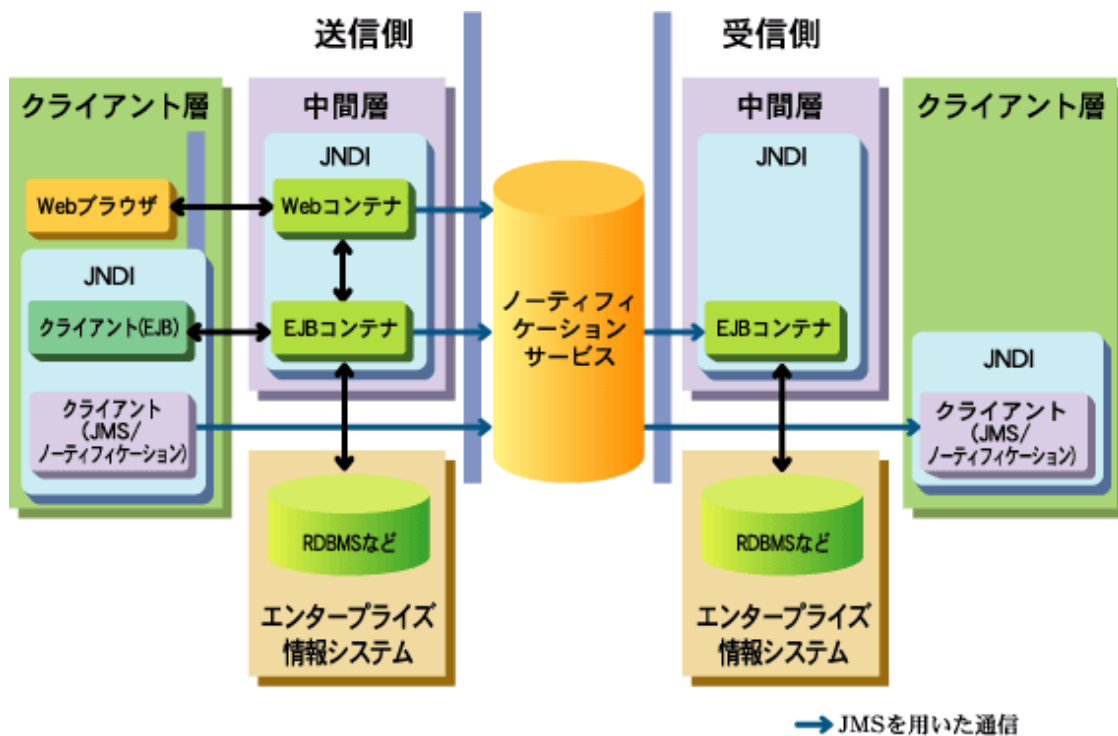 送信側
受信側
クライアント層
中間層
中間層
クライアント層
JNDI
JNDI
Webブラウザ
Webコンテナ
JNDI
クライアント(EJB)
EJBコンテナ
ノーティフィ
ケーション
サービス
EJBコンテナ
JNDI
クライアント
(JMS/
ノーティフィケーション)
クライアント
(JMS/
ノーティフィケーション)
RDBMSなど
RDBMSなど
エンタープライズ
情報システム
エンタープライズ
情報システム
JMSを用いた通信